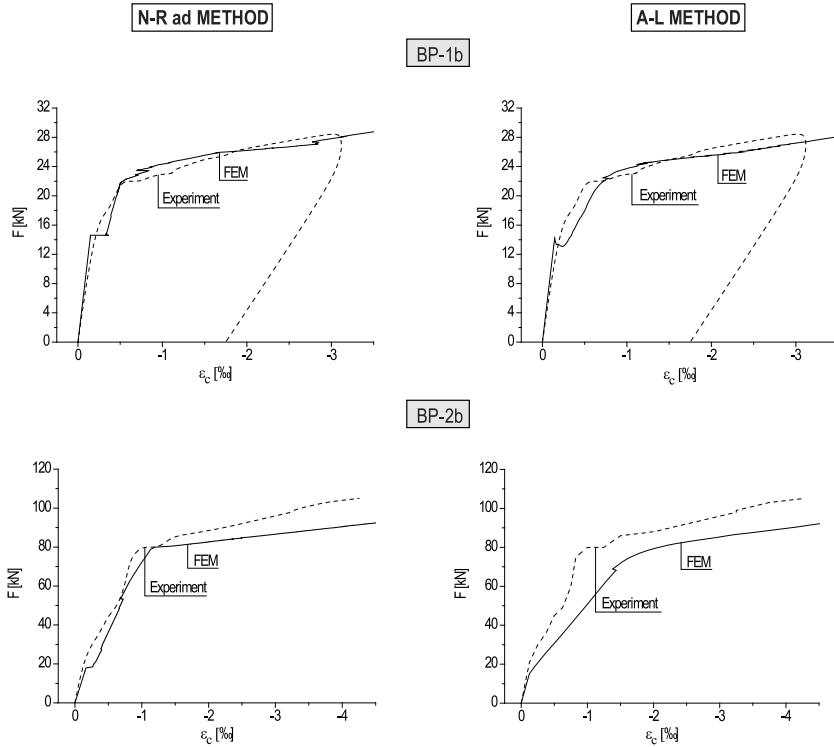 N-R ad METHOD
A-L METHOD
BP-1b
F [kN]
32
28
24
20
16
12
8
4
0
FEM
Experiment
0 -1 -2 -3
εc [‰]
F [kN]
32
28
24
20
16
12
8
4
0
FEM
Experiment
0 -1 -2 -3
εc [‰]
BP-2b
F [kN]
120
100
80
60
40
20
0
FEM
Experiment
0 -1 -2 -3 -4
εc [‰]
F [kN]
120
100
80
60
40
20
0
FEM
Experiment
0 -1 -2 -3 -4
εc [‰]